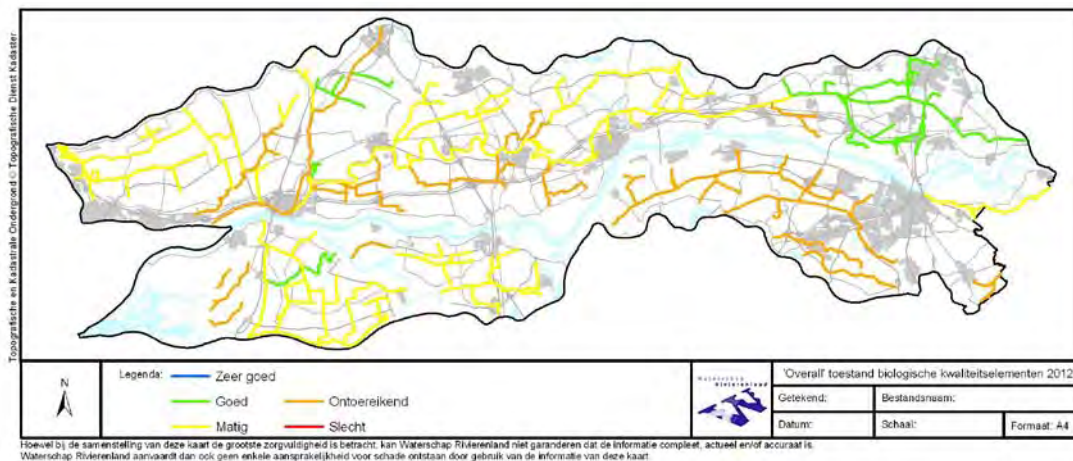 Topografische en Kadastrale Ondergrond © Topografische Dienst Kadaster
N
Legenda:
Zeer goed
Goed
Ontoereikend
Matig
Slecht
Waterschap
Rivierenland
'Overall' toestand biologische kwaliteitselementen 2012
Getekend: Bestandsnaam:
Datum: Schaal: Formaat: A4
Hoewel bij de samenstelling van deze kaart de grootste zorgvuldigheid is betracht, kan Waterschap Rivierenland niet garanderen dat de informatie compleet, actueel en/of accuraat is.
Waterschap Rivierenland aanvaardt dan ook geen enkele aansprakelijkheid voor schade ontstaan door gebruik van de informatie van deze kaart.